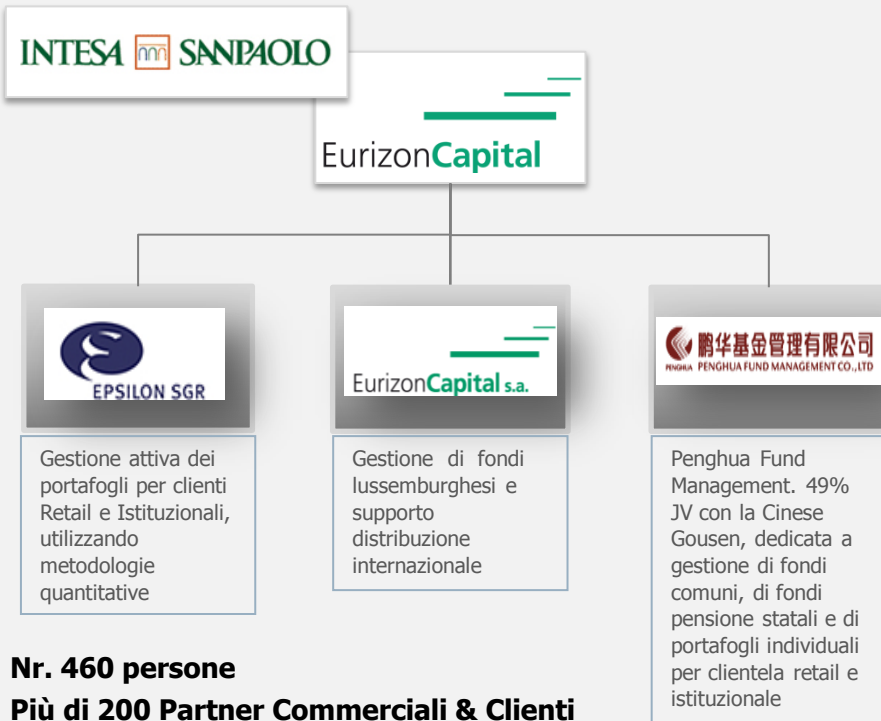 INTESA SANPAOLO
EurizonCapital
EPSILON SGR
Gestione attiva dei
portafogli per clienti
Retail e Istituzionali,
utilizzando
metodologie
quantitative
EurizonCapital s.a.
Gestione di fondi
lussemburghesi e
supporto
distribuzione
internazionale
鹏华基金管理有限公司
PENGHUA PENGHUA FUND MANAGEMENT CO.,LTD
Penghua Fund
Management. 49%
JV con la Cinese
Gousen, dedicata a
gestione di fondi
comuni, di fondi
pensione statali e di
portafogli individuali
per clientela retail e
istituzionale
Nr. 460 persone
Più di 200 Partner Commerciali & Clienti